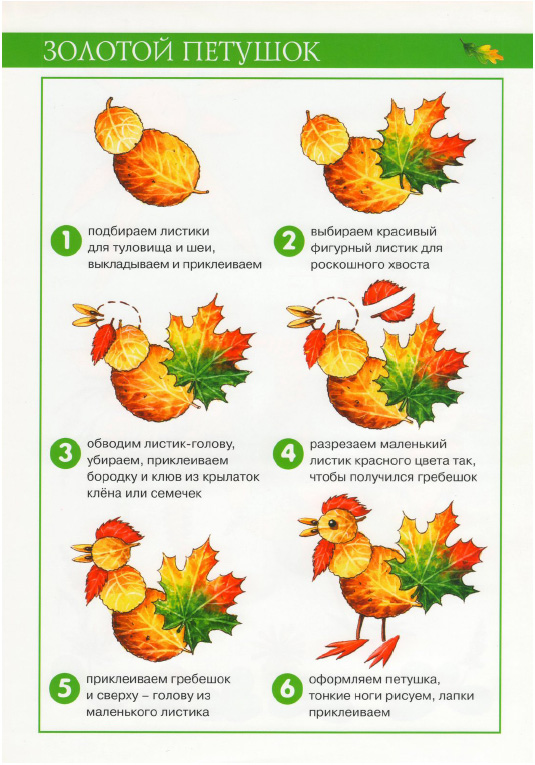 ЗОЛОТОЙ ПЕТУШОК
1
подбираем листики
для туловища и шеи,
выкладываем и приклеиваем
2
выбираем красивый
фигурный листик для
роскошного хвоста
3
обводим листик-голову,
убираем, приклеиваем
бородку и клюв из крылаток
клёна или семечек
4
разрезаем маленький
листик красного цвета так,
чтобы получился гребешок
5
приклеиваем гребешок
и сверху – голову из
маленького листика
6
оформляем петушка,
тонкие ноги рисуем, лапки
приклеиваем